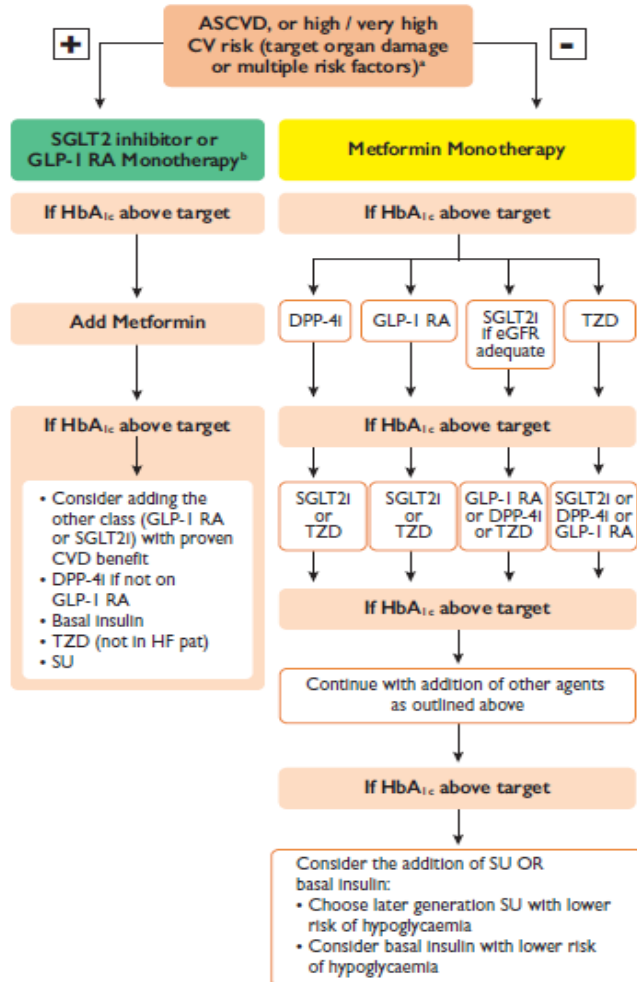 ASCVD, or high / very high
CV risk (target organ damage
or multiple risk factors)ᵃ
+
-
SGLT2 inhibitor or
GLP-1 RA Monotherapyᵇ
If HbA₁c above target
Add Metformin
If HbA₁c above target
• Consider adding the
other class (GLP-1 RA
or SGLT2i) with proven
CVD benefit
• DPP-4i if not on
GLP-1 RA
• Basal insulin
• TZD (not in HF pat)
• SU
Metformin Monotherapy
If HbA₁c above target
DPP-4i
GLP-1 RA
SGLT2i
if eGFR
adequate
TZD
If HbA₁c above target
SGLT2i
or
TZD
SGLT2i
or
TZD
GLP-1 RA
or DPP-4i
or TZD
SGLT2i or
DPP-4i or
GLP-1 RA
If HbA₁c above target
Continue with addition of other agents
as outlined above
If HbA₁c above target
Consider the addition of SU OR
basal insulin:
• Choose later generation SU with lower
risk of hypoglycaemia
• Consider basal insulin with lower risk
of hypoglycaemia